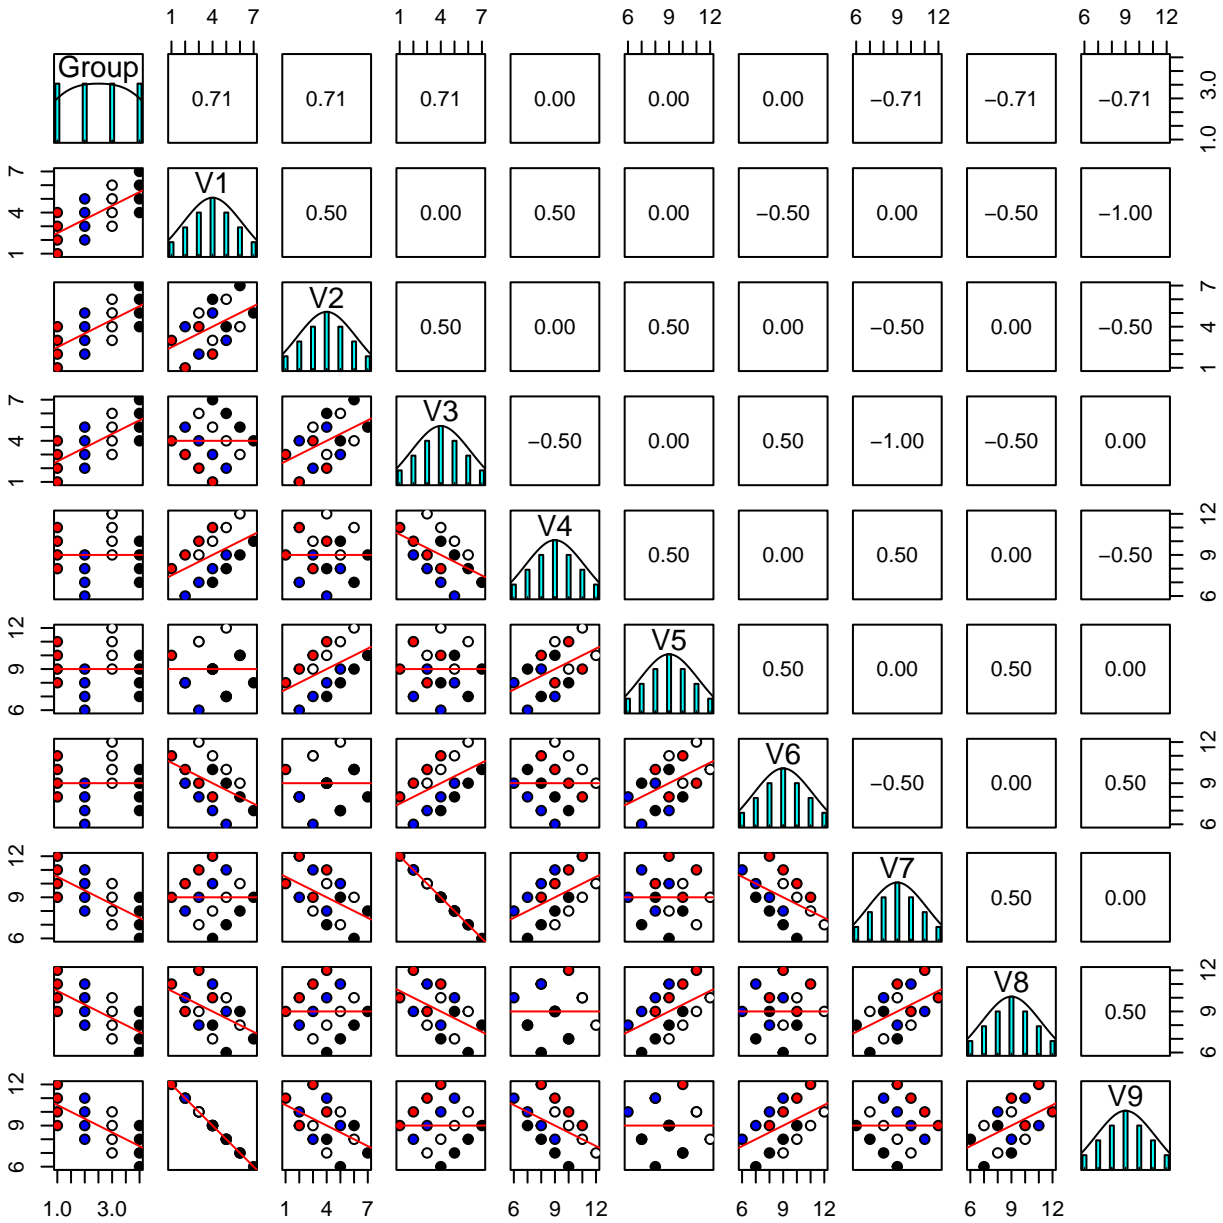 1 4 7 1 4 7 6 9 12 6 9 12 6 9 12
Group 0.71 0.71 0.71 0.00 0.00 0.00 −0.71 −0.71 −0.71 1.0 3.0
1 4 7 V1 0.50 0.00 0.50 0.00 −0.50 0.00 −0.50 −1.00
V2 0.50 0.00 0.50 0.00 −0.50 0.00 −0.50 1 4 7
1 4 7 V3 −0.50 0.00 0.50 −1.00 −0.50 0.00
V4 0.50 0.00 0.50 0.00 −0.50 6 9 12
6 9 12 V5 0.50 0.00 0.50 0.00
V6 −0.50 0.00 0.50 6 9 12
6 9 12 V7 0.50 0.00
V8 0.50 6 9 12
6 9 12 V9
1.0 3.0 1 4 7 6 9 12 6 9 12 6 9 12